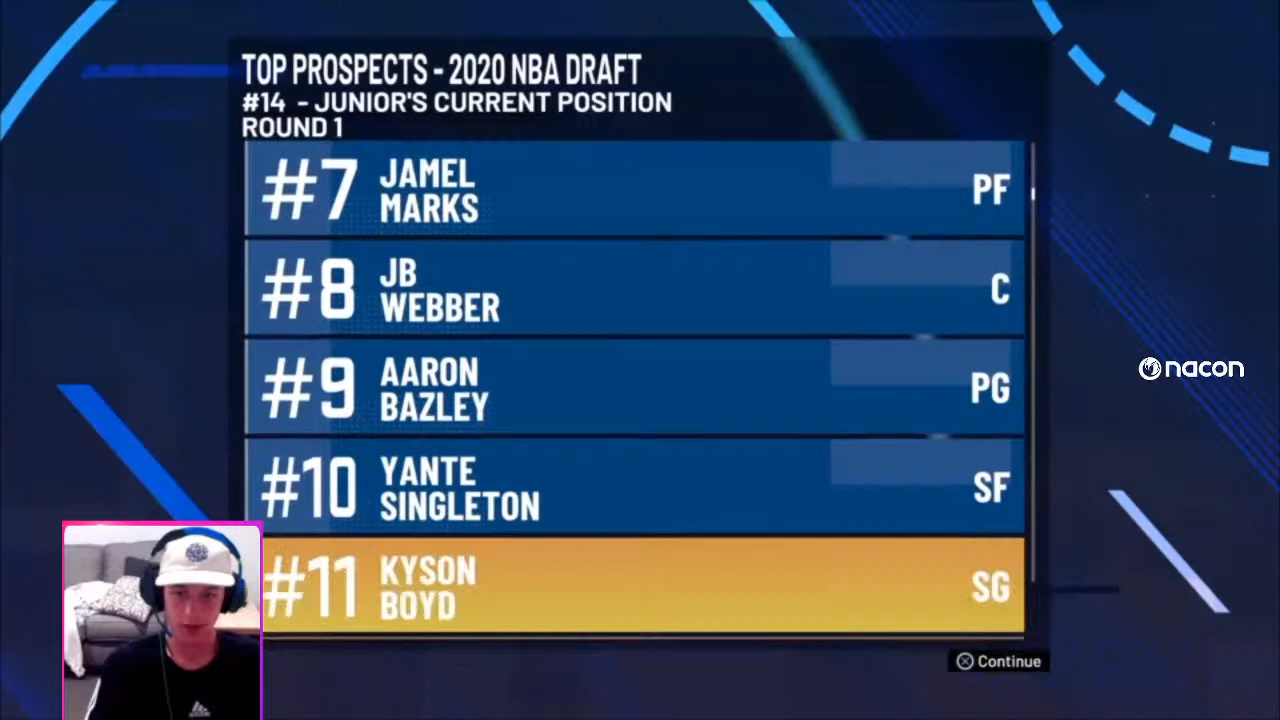 TOP PROSPECTS - 2020 NBA DRAFT
#14 - JUNIOR'S CURRENT POSITION
ROUND 1
#7 JAMEL MARKS PF
#8 JB WEBBER C
#9 AARON BAZLEY PG
#10 YANTE SINGLETON SF
#11 KYSON BOYD SG
nacon
Continue